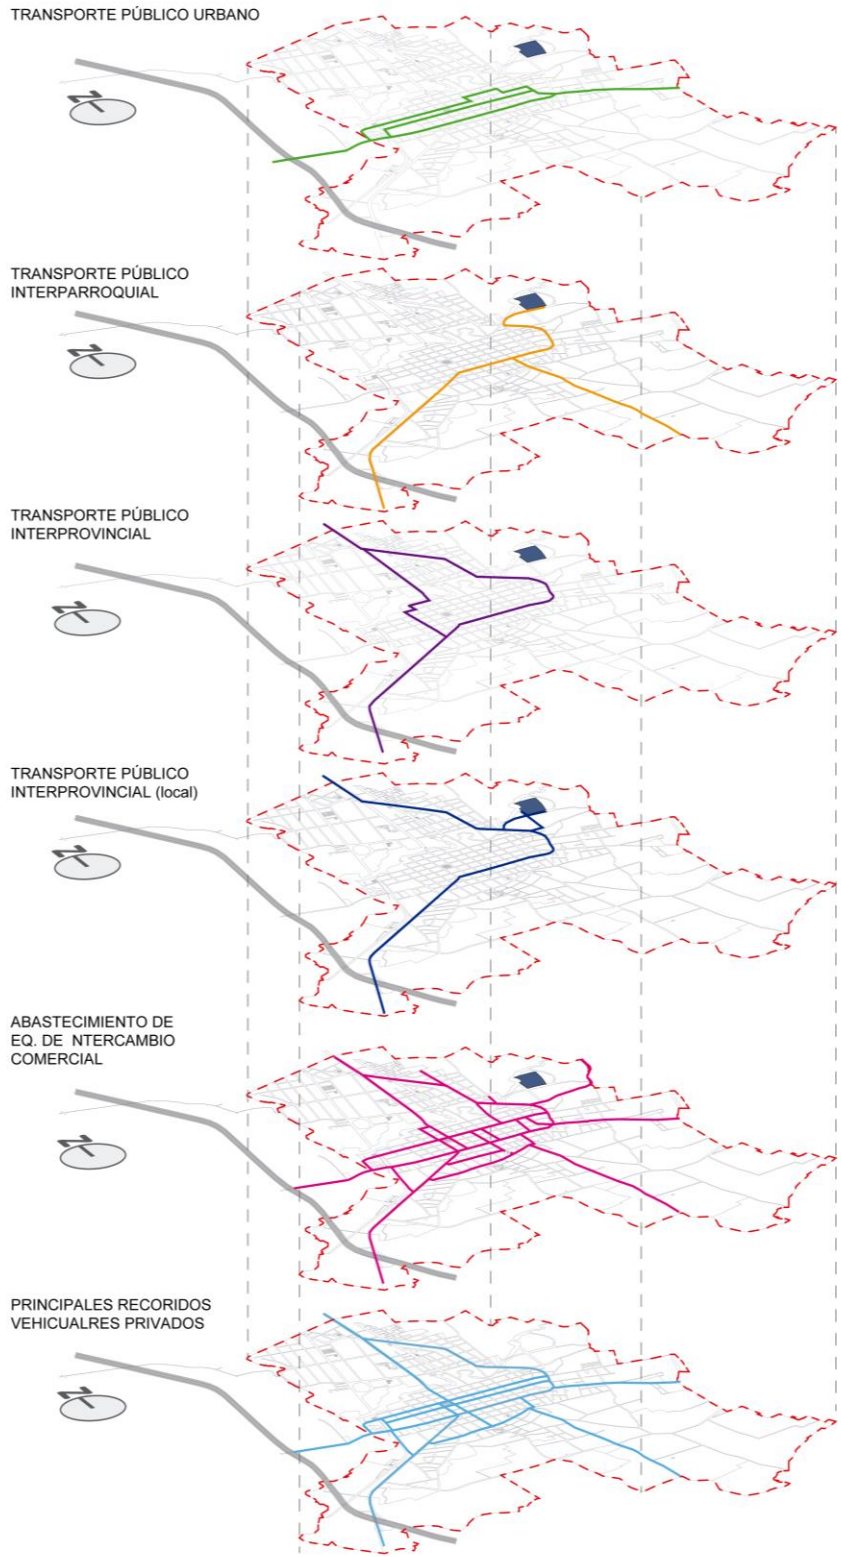 TRANSPORTE PÚBLICO URBANO
N
TRANSPORTE PÚBLICO
INTERPARROQUIAL
N
TRANSPORTE PÚBLICO
INTERPROVINCIAL
N
TRANSPORTE PÚBLICO
INTERPROVINCIAL (local)
N
ABASTECIMIENTO DE
EQ. DE NTERCAMBIO
COMERCIAL
N
PRINCIPALES RECORIDOS
VEHICUALRES PRIVADOS
N